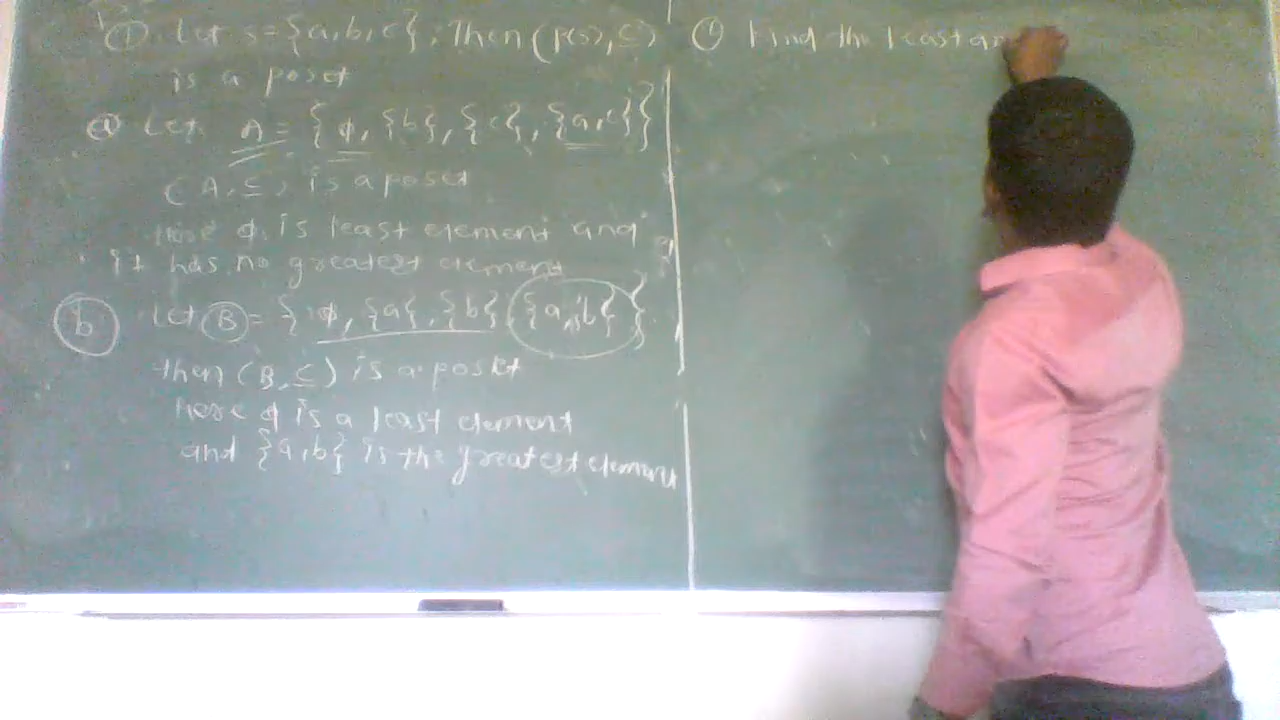 ① Let S = {a, b, c}, Then (P(S), ⊆)
is a poset
ⓐ Let A = {ϕ, {b}, {c}, {a, c}}
(A, ⊆) is a poset
Here ϕ is least element and
it has no greatest element
ⓑ Let B = {ϕ, {a}, {b} {a, b}}
then (B, ⊆) is a poset
here ϕ is a least element
and {a, b} is the greatest element
Find the least an